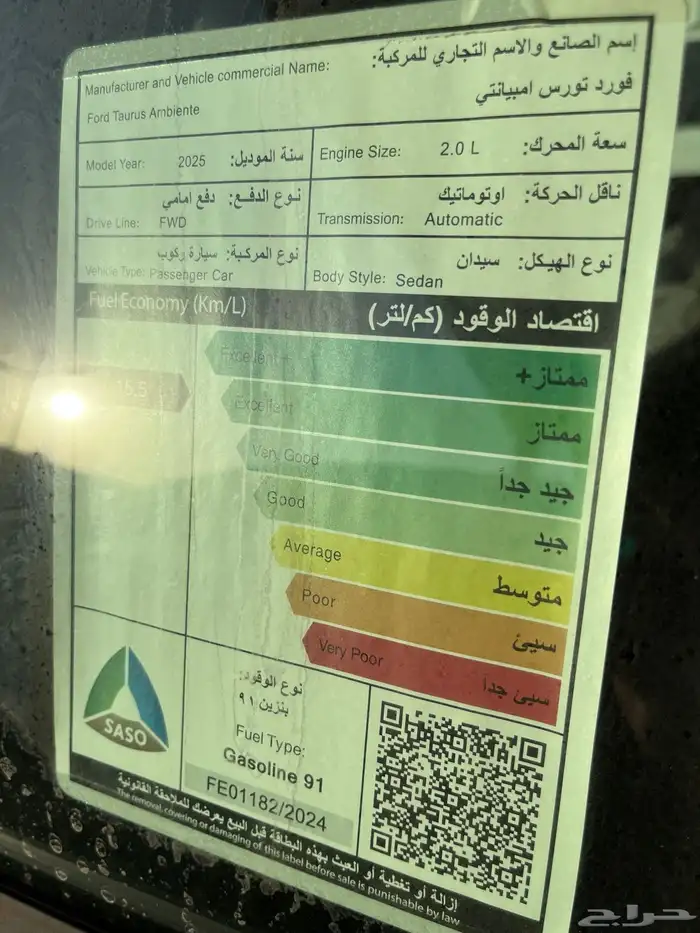 إسم الصانع والاسم التجاري للمركبة:
Manufacturer and Vehicle commercial Name:
فورد تورس امبيانتي
Ford Taurus Ambiente
Model Year: 2025 سنة الموديل:
Engine Size: 2.0 L سعة المحرك:
نوع الدفع: دفع امامي
Drive Line: FWD
ناقل الحركة: اوتوماتيك
Transmission: Automatic
نوع المركبة: سيارة ركوب
Vehicle Type: Passenger Car
نوع الهيكل: سيدان
Body Style: Sedan
Fuel Economy (Km/L) اقتصاد الوقود (كم/لتر)
15.5
Excellent+ ممتاز+
Excellent ممتاز
Very Good جيد جداً
Good جيد
Average متوسط
Poor سيئ
Very Poor سيئ جداً
SASO
نوع الوقود:
بنزين ٩١
Fuel Type:
Gasoline 91
FE01182/2024
إزالة أو تغطية أو العبث بهذه البطاقة قبل البيع يعرضك للملاحقة القانونية
The removal, covering or damaging of this label before sale is punishable by law
حراج